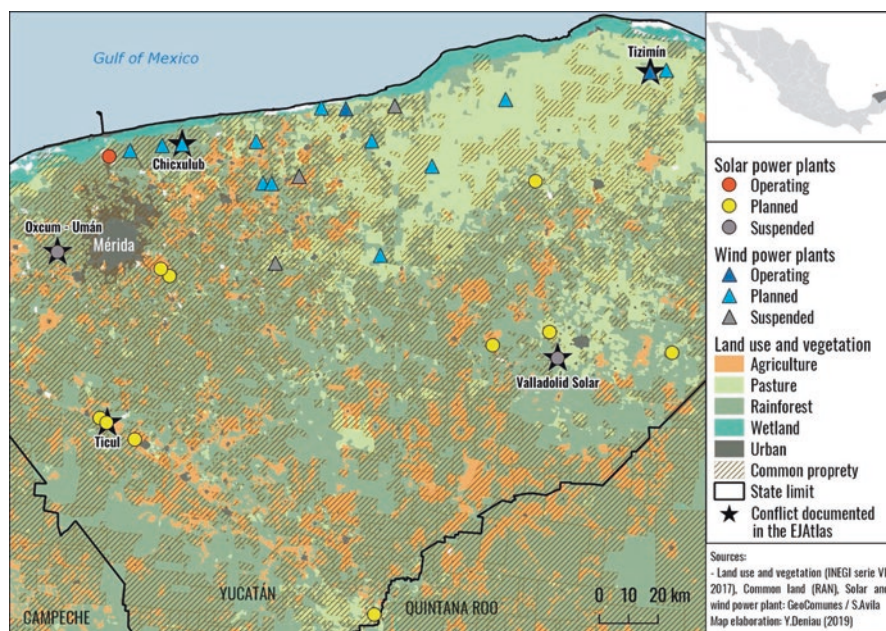 Gulf of Mexico
Tizimín
Chicxulub
Oxcum - Umán
Mérida
Valladolid Solar
Ticul
YUCATÁN
CAMPECHE
QUINTANA ROO
0 10 20 km
Solar power plants
Operating
Planned
Suspended
Wind power plants
Operating
Planned
Suspended
Land use and vegetation
Agriculture
Pasture
Rainforest
Wetland
Urban
Common proprety
State limit
Conflict documented
in the EJAtlas
Sources:
- Land use and vegetation (INEGI serie VI
2017), Common land (RAN), Solar and
wind power plant: GeoComunes / S.Avila
Map elaboration: Y.Deniau (2019)